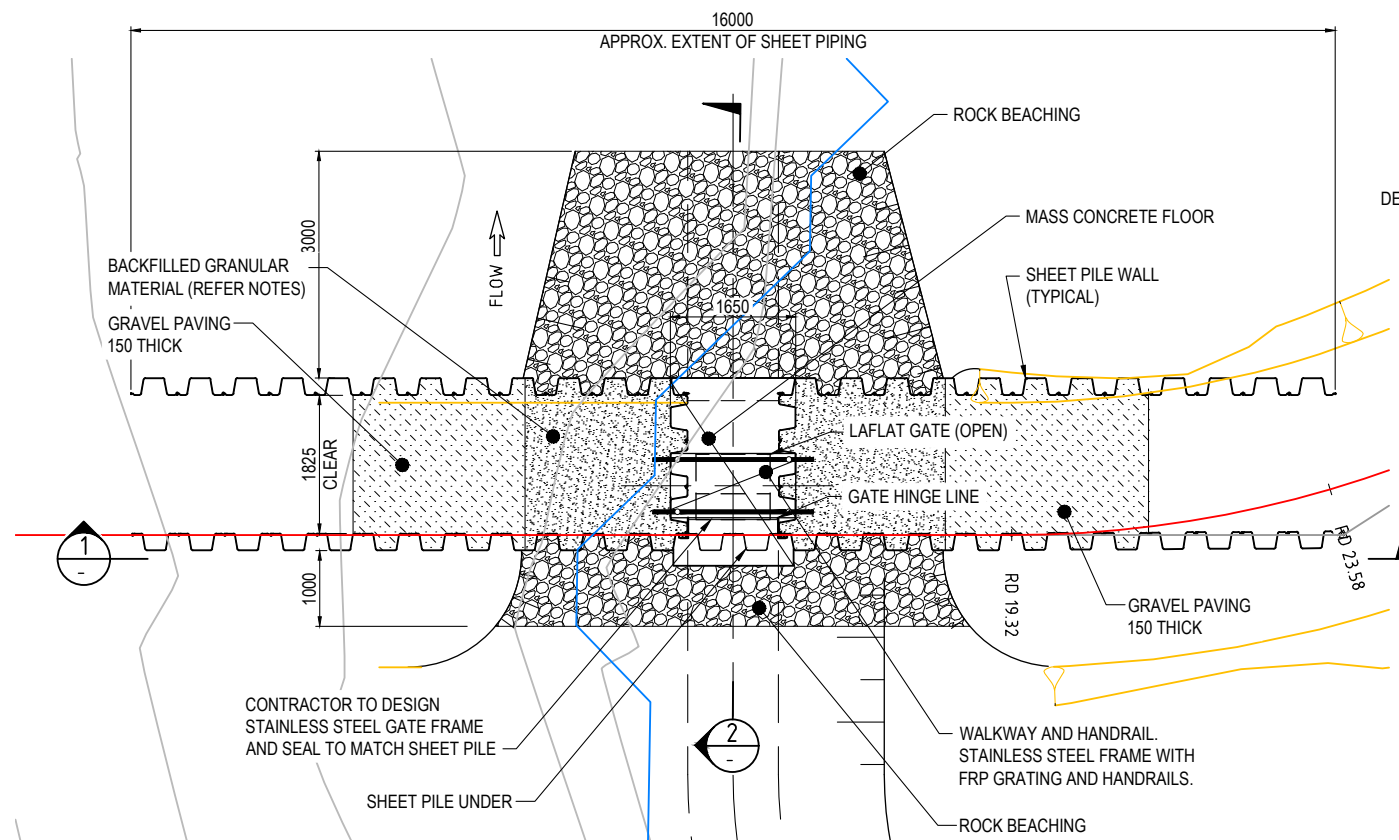 16000
APPROX. EXTENT OF SHEET PIPING
ROCK BEACHING
DE
MASS CONCRETE FLOOR
3000
FLOW
BACKFILLED GRANULAR
MATERIAL (REFER NOTES)
SHEET PILE WALL
(TYPICAL)
GRAVEL PAVING
150 THICK
1650
LAFLAT GATE (OPEN)
1825
CLEAR
GATE HINGE LINE
1
-
RD 23.58
1000
RD 19.32
GRAVEL PAVING
150 THICK
CONTRACTOR TO DESIGN
STAINLESS STEEL GATE FRAME
AND SEAL TO MATCH SHEET PILE
2
-
WALKWAY AND HANDRAIL.
STAINLESS STEEL FRAME WITH
FRP GRATING AND HANDRAILS.
SHEET PILE UNDER
ROCK BEACHING